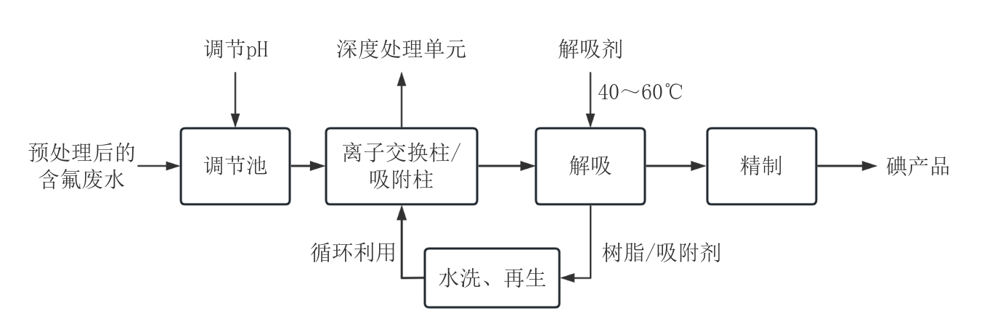 调节pH
深度处理单元
解吸剂
40～60℃
预处理后的
含氟废水
调节池
离子交换柱/
吸附柱
解吸
精制
碘产品
循环利用
树脂/吸附剂
水洗、再生